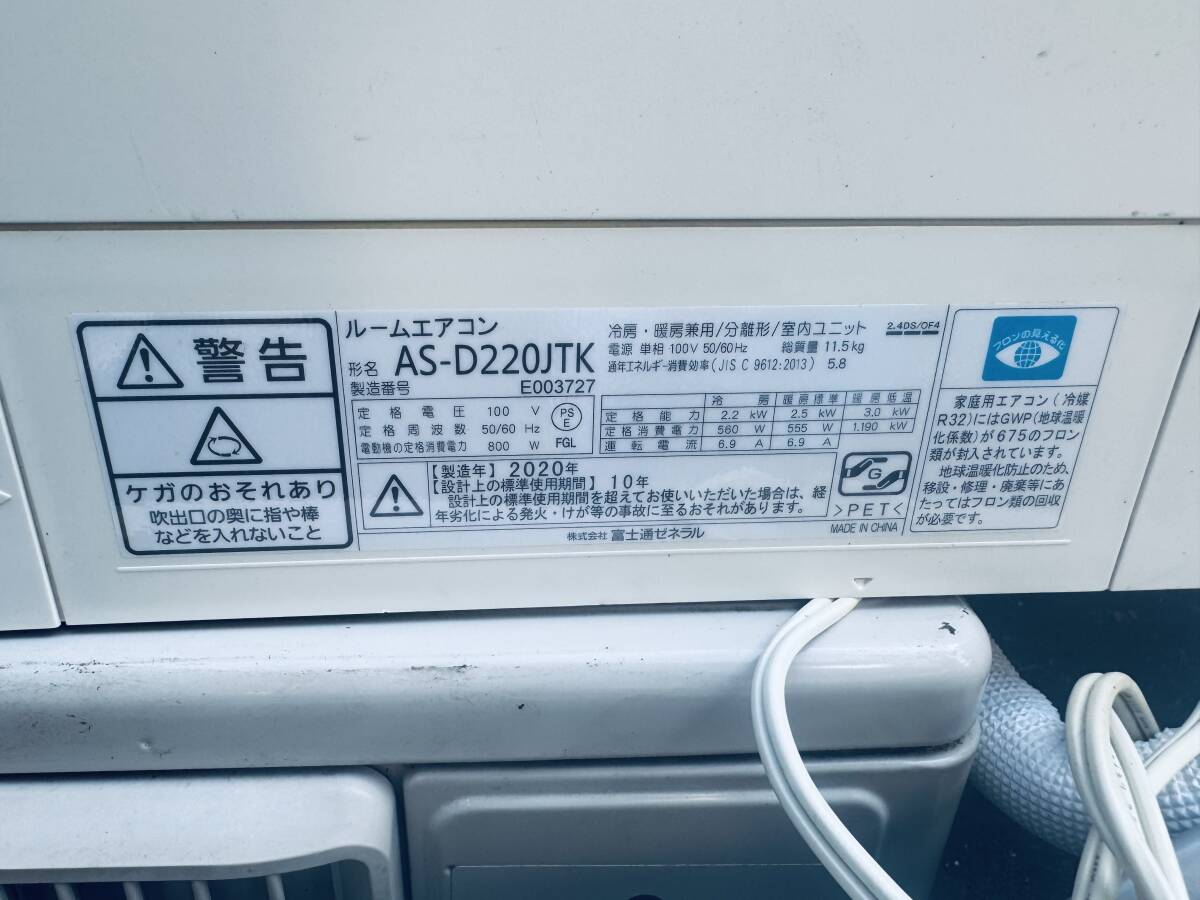 警告
ケガのおそれあり
吹出口の奥に指や棒
などを入れないこと
ルームエアコン
形名 AS-D220JTK
製造番号 E003727
定格電圧 100 V
定格周波数 50/60 Hz
電動機の定格消費電力 800 W
PS
E
FGL
冷房・暖房兼用/分離形/室内ユニット
電源 単相 100V 50/60Hz 総質量 11.5kg
通年エネルギー消費効率(JIS C 9612:2013) 5.8
2.4DS/OF4
冷房 暖房標準 暖房低温
定格能力 2.2 kW 2.5 kW 3.0 kW
定格消費電力 560 W 555 W 1.190 kW
運転電流 6.9 A 6.9 A
【製造年】2020年
【設計上の標準使用期間】10年
設計上の標準使用期間を超えてお使いいただいた場合は、経
年劣化による発火・けが等の事故に至るおそれがあります。
G
>PET<
株式会社 富士通ゼネラル
MADE IN CHINA
フロンの見える化
家庭用エアコン(冷媒
R32)にはGWP(地球温暖
化係数)が675のフロン
類が封入されています。
地球温暖化防止のため、
移設・修理・廃棄等にあ
たってはフロン類の回収
が必要です。